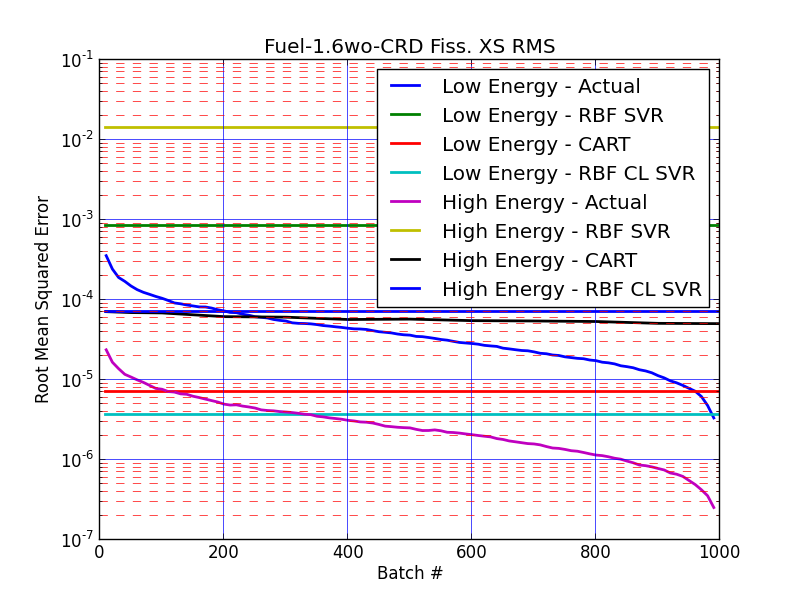 Fuel-1.6wo-CRD Fiss. XS RMS
10^-1
10^-2
10^-3
10^-4
10^-5
10^-6
10^-7
Root Mean Squared Error
Low Energy - Actual
Low Energy - RBF SVR
Low Energy - CART
Low Energy - RBF CL SVR
High Energy - Actual
High Energy - RBF SVR
High Energy - CART
High Energy - RBF CL SVR
0 200 400 600 800 1000
Batch #